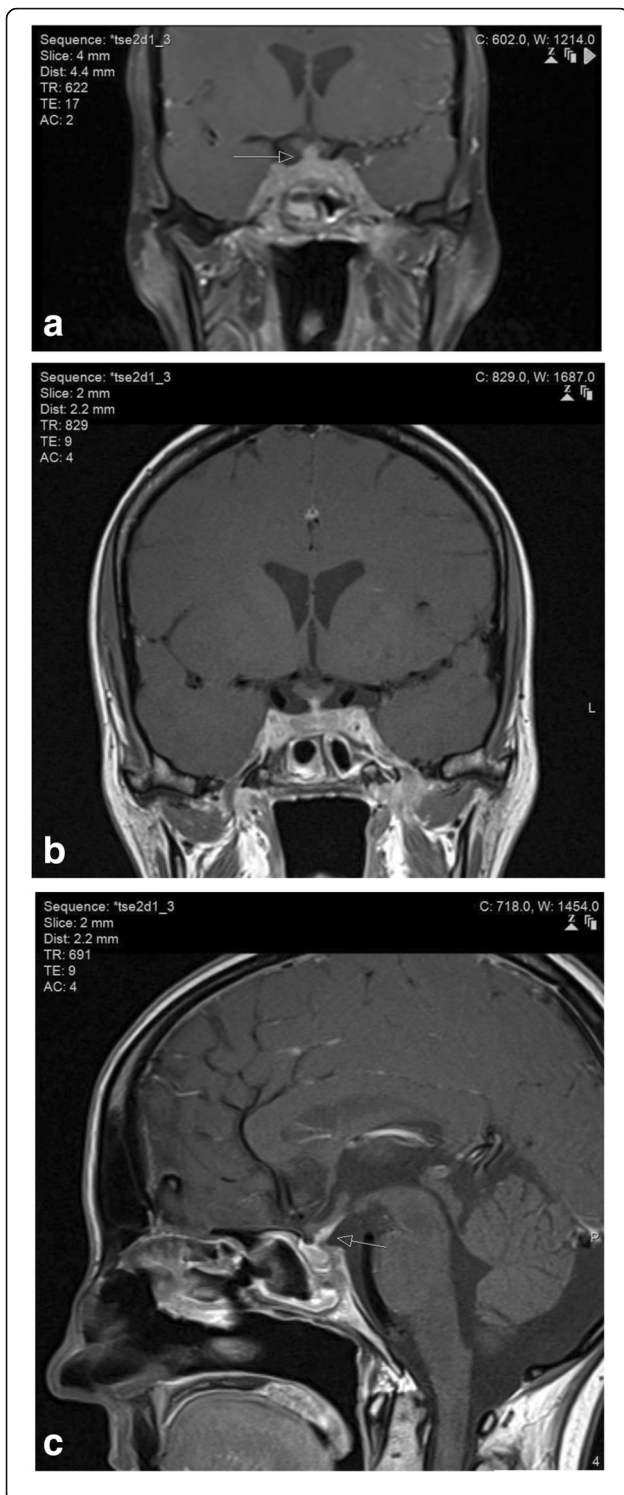 Sequence: *tse2d1_3
Slice: 4 mm
Dist: 4.4 mm
TR: 622
TE: 17
AC: 2
C: 602.0, W: 1214.0
Z
a
Sequence: *tse2d1_3
Slice: 2 mm
Dist: 2.2 mm
TR: 829
TE: 9
AC: 4
C: 829.0, W: 1687.0
Z
L
b
Sequence: *tse2d1_3
Slice: 2 mm
Dist: 2.2 mm
TR: 691
TE: 9
AC: 4
C: 718.0, W: 1454.0
Z
P
c
4